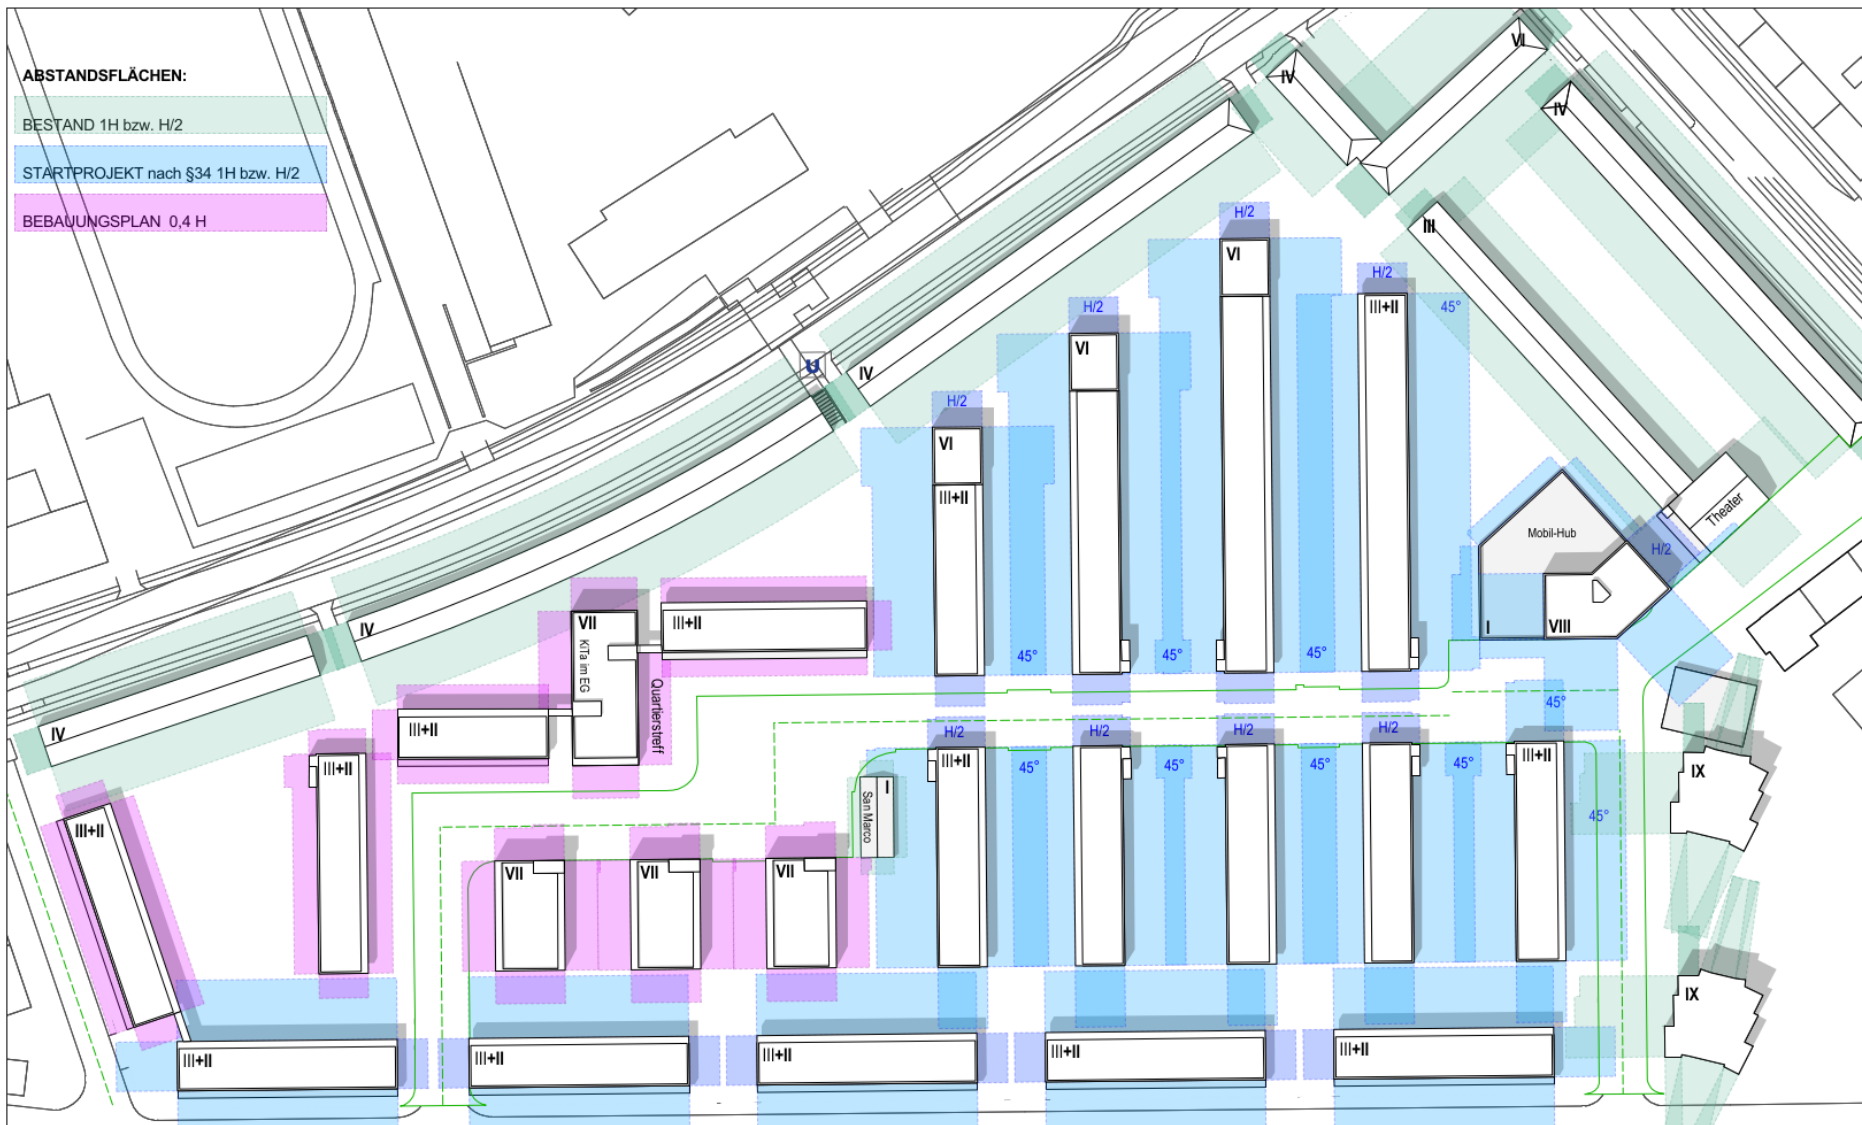 ABSTANDSFLÄCHEN:
BESTAND 1H bzw. H/2
STARTPROJEKT nach §34 1H bzw. H/2
BEBAUUNGSPLAN 0,4 H
VI
IV
IV
III
H/2
VI
H/2
III+II
45°
H/2
VI
U
IV
H/2
VI
III+II
Mobil-Hub
Theater
H/2
I
VIII
IV
VII
KiTa im EG
Quartierstreff
III+II
45°
45°
45°
45°
IV
III+II
III+II
III+II
H/2
III+II
45°
H/2
45°
H/2
45°
H/2
45°
III+II
45°
45°
I
San Marco
IX
VII
VII
VII
IX
III+II
III+II
III+II
III+II
III+II